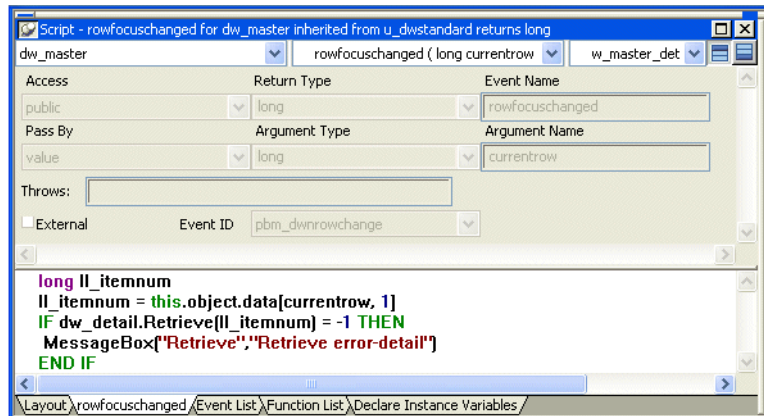 Script - rowfocuschanged for dw_master inherited from u_dwstandard returns long
dw_master rowfocuschanged ( long currentrow w_master_det
Access Return Type Event Name
public long rowfocuschanged
Pass By Argument Type Argument Name
value long currentrow
Throws:
External Event ID pbm_dwnrowchange
long ll_itemnum
ll_itemnum = this.object.data[currentrow, 1]
IF dw_detail.Retrieve(ll_itemnum) = -1 THEN
MessageBox("Retrieve","Retrieve error-detail")
END IF
Layout rowfocuschanged Event List Function List Declare Instance Variables